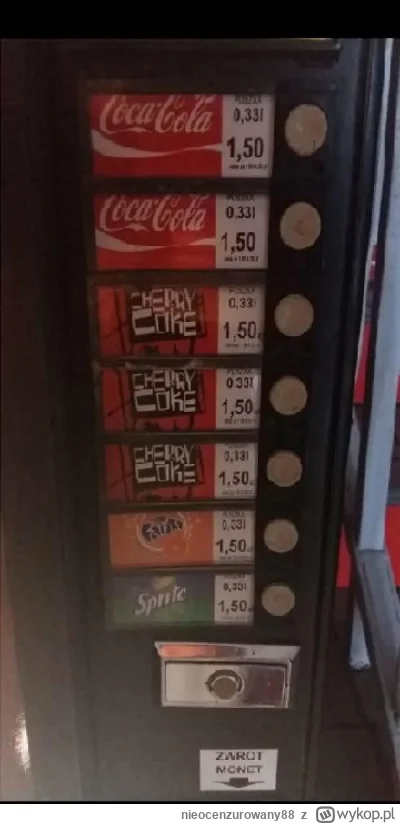 Coca-Cola
PUSZKA
0,33l
1,50
Coca-Cola
PUSZKA
0,33l
1,50
CHERRY
COKE
0,33l
1,50
CHERRY
COKE
PUSZKA
0,33l
1,50
CHERRY
COKE
0,33l
1,50
Fanta
PUSZKA
0,33l
1,50
Sprite
0,33l
1,50
ZWROT
MONET
nieocenzurowany88 z wykop.pl